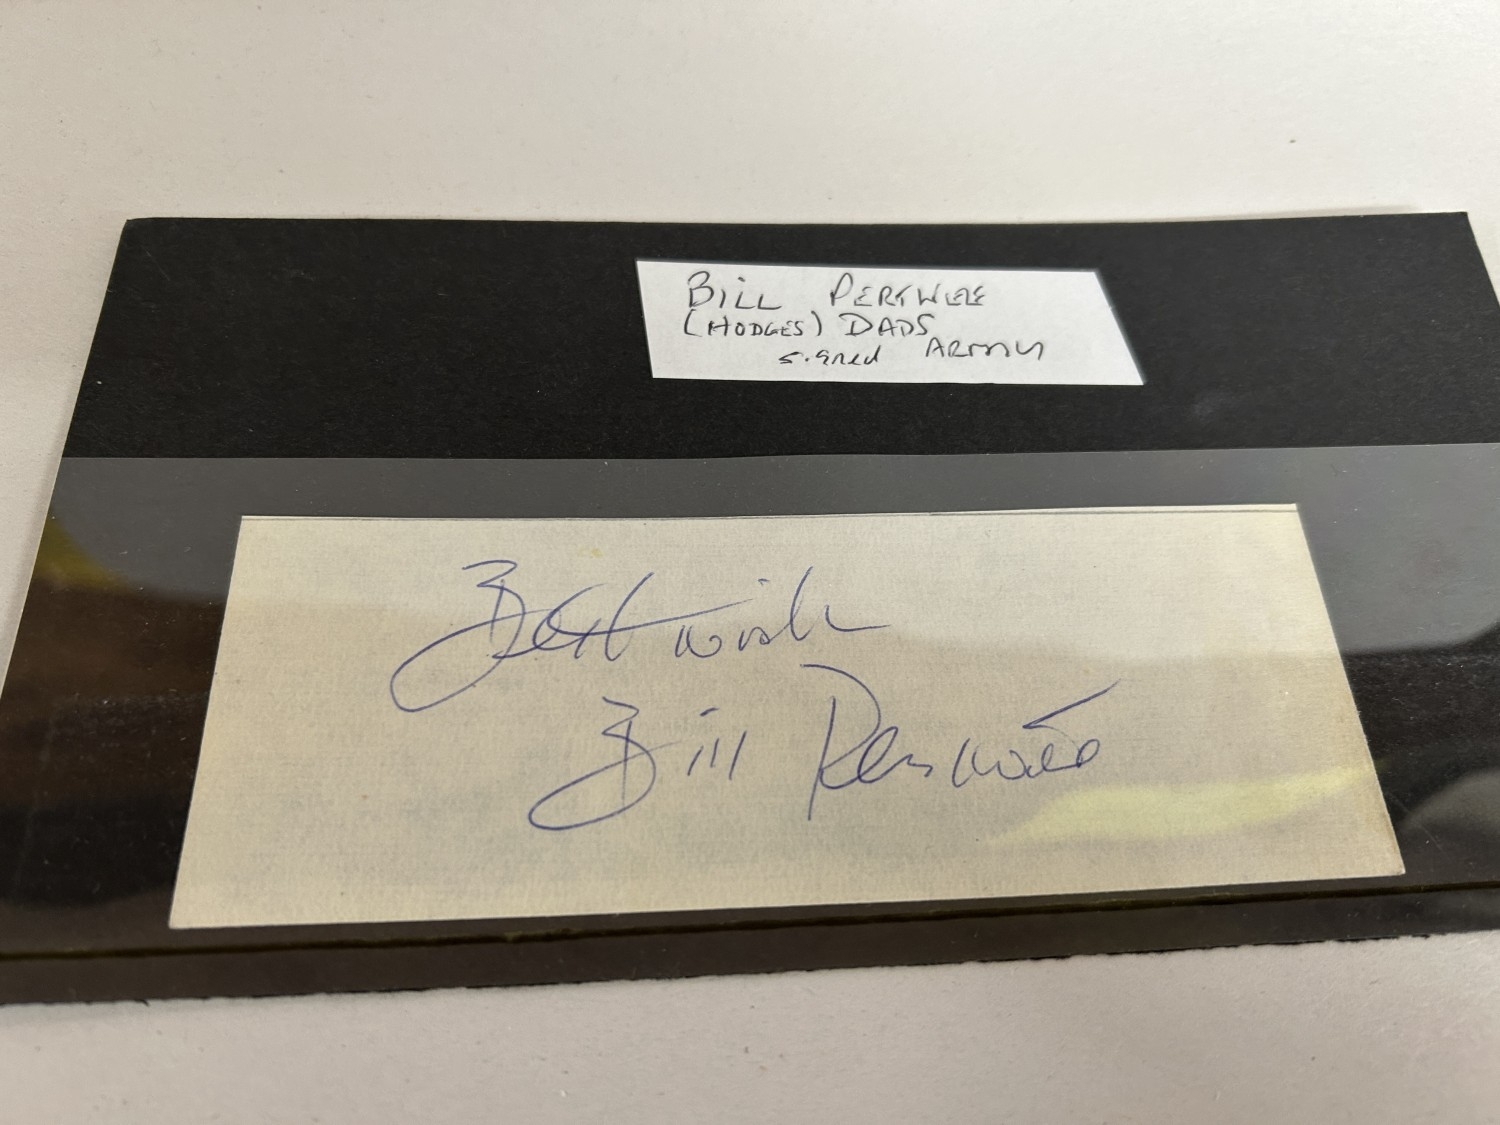 BILL PERTWEE
(HODGES) DADS
signed ARMY
Best wishes
Bill Pertwee